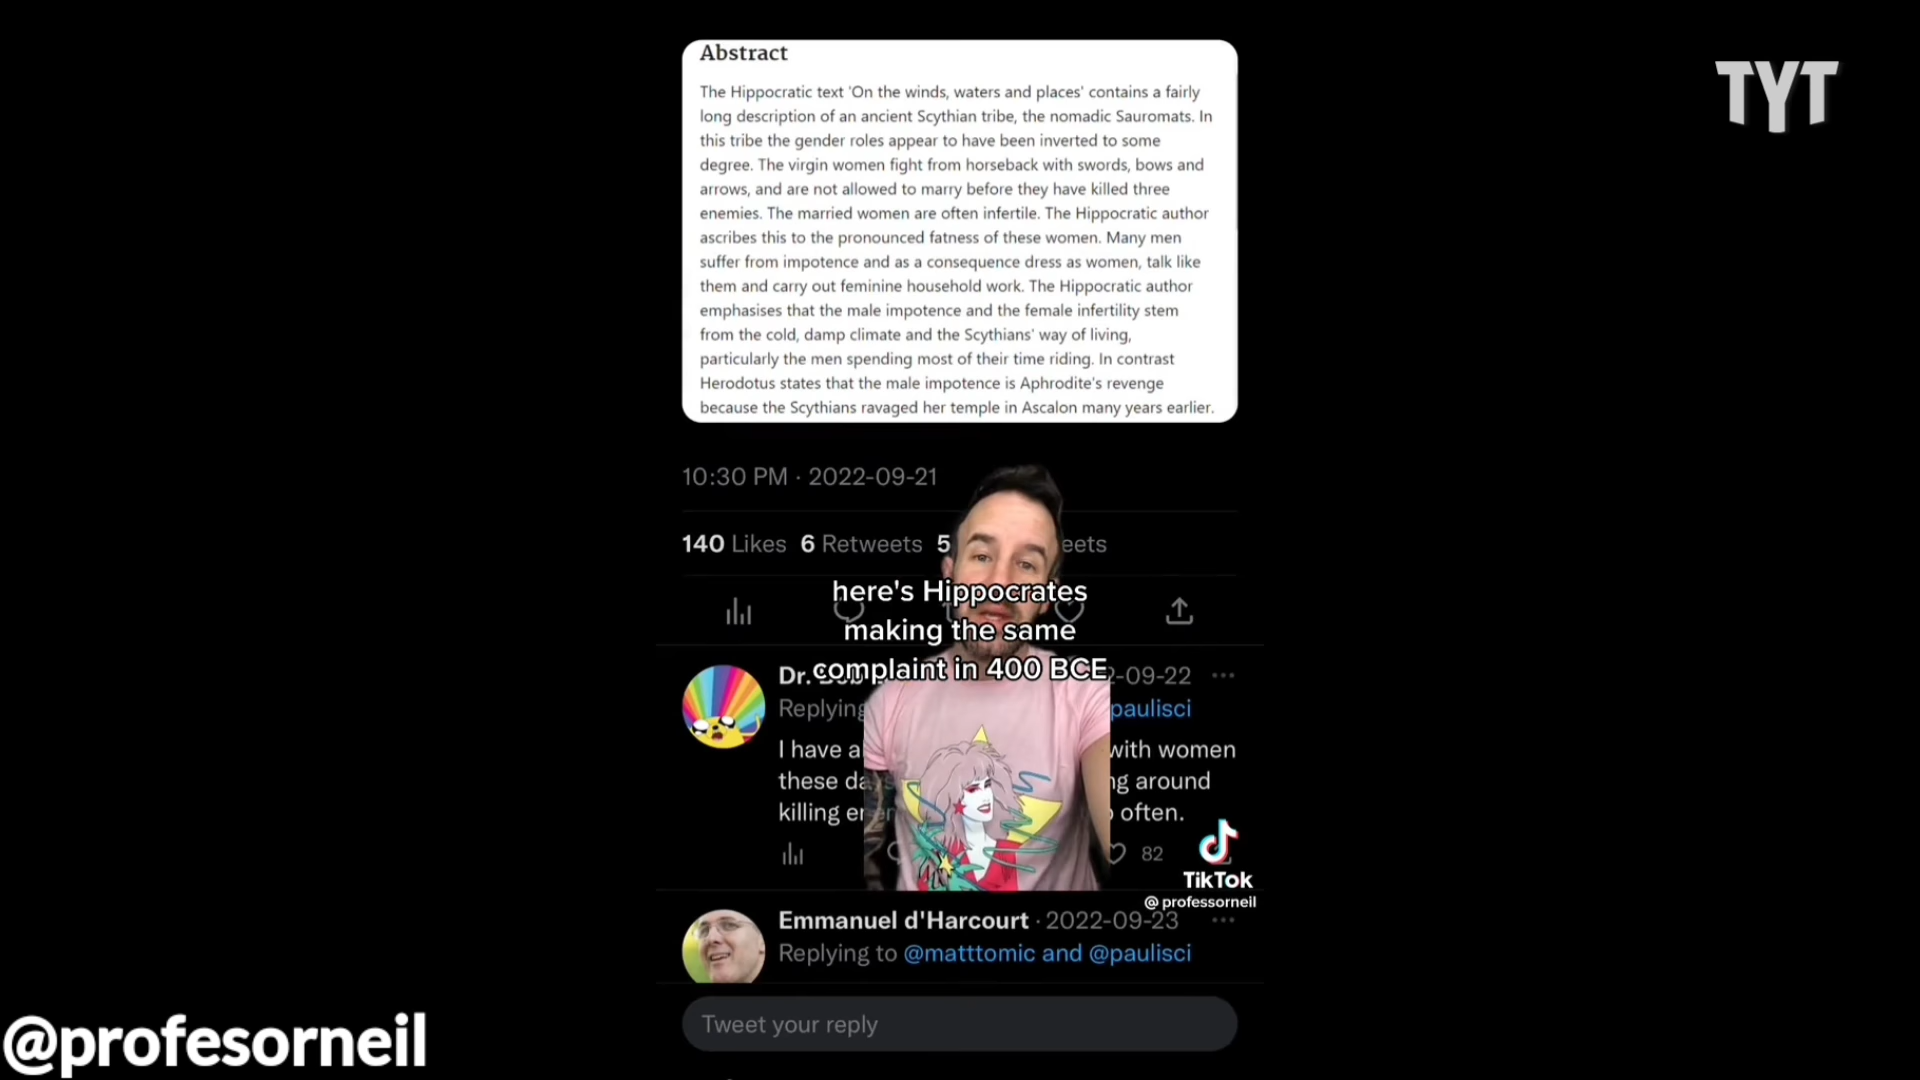 Abstract
The Hippocratic text 'On the winds, waters and places' contains a fairly
long description of an ancient Scythian tribe, the nomadic Sauromats. In
this tribe the gender roles appear to have been inverted to some
degree. The virgin women fight from horseback with swords, bows and
arrows, and are not allowed to marry before they have killed three
enemies. The married women are often infertile. The Hippocratic author
ascribes this to the pronounced fatness of these women. Many men
suffer from impotence and as a consequence dress as women, talk like
them and carry out feminine household work. The Hippocratic author
emphasises that the male impotence and the female infertility stem
from the cold, damp climate and the Scythians' way of living,
particularly the men spending most of their time riding. In contrast
Herodotus states that the male impotence is Aphrodite's revenge
because the Scythians ravaged her temple in Ascalon many years earlier.
TYT
10:30 PM · 2022-09-21
140 Likes 6 Retweets 5
here's Hippocrates
making the same
complaint in 400 BCE
Dr. -09-22
Replying paulisci
I have with women
these around
killing often.
82
TikTok
@professorneil
Emmanuel d'Harcourt · 2022-09-23
Replying to @matttomic and @paulisci
Tweet your reply
@profesorneil